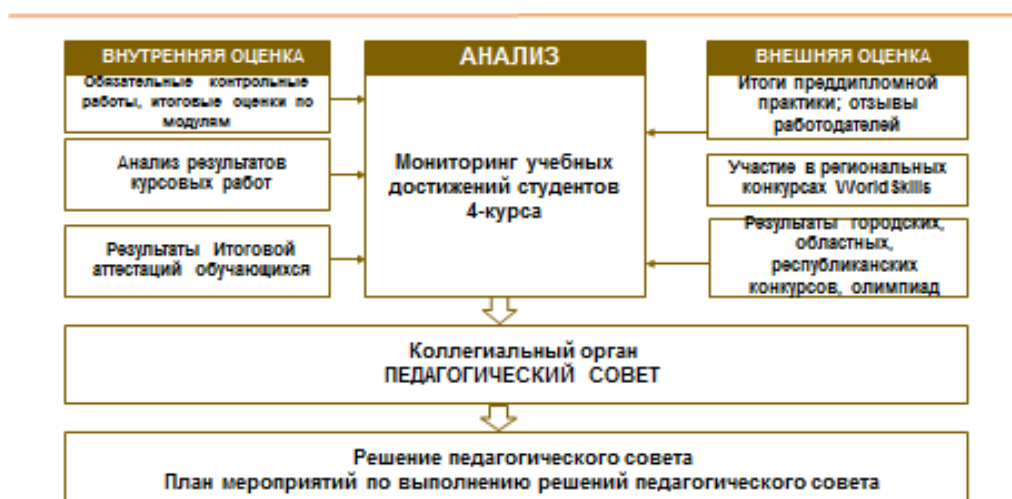 ВНУТРЕННЯЯ ОЦЕНКА
Обязательные контрольные
работы, итоговые оценки по
модулям
Анализ результатов
курсовых работ
Результаты Итоговой
аттестаций обучающихся
АНАЛИЗ
Мониторинг учебных
достижений студентов
4-курса
ВНЕШНЯЯ ОЦЕНКА
Итоги преддипломной
практики; отзывы
работодателей
Участие в региональных
конкурсах World Skills
Результаты городских,
областных,
республиканских
конкурсов, олимпиад
Коллегиальный орган
ПЕДАГОГИЧЕСКИЙ СОВЕТ
Решение педагогического совета
План мероприятий по выполнению решений педагогического совета